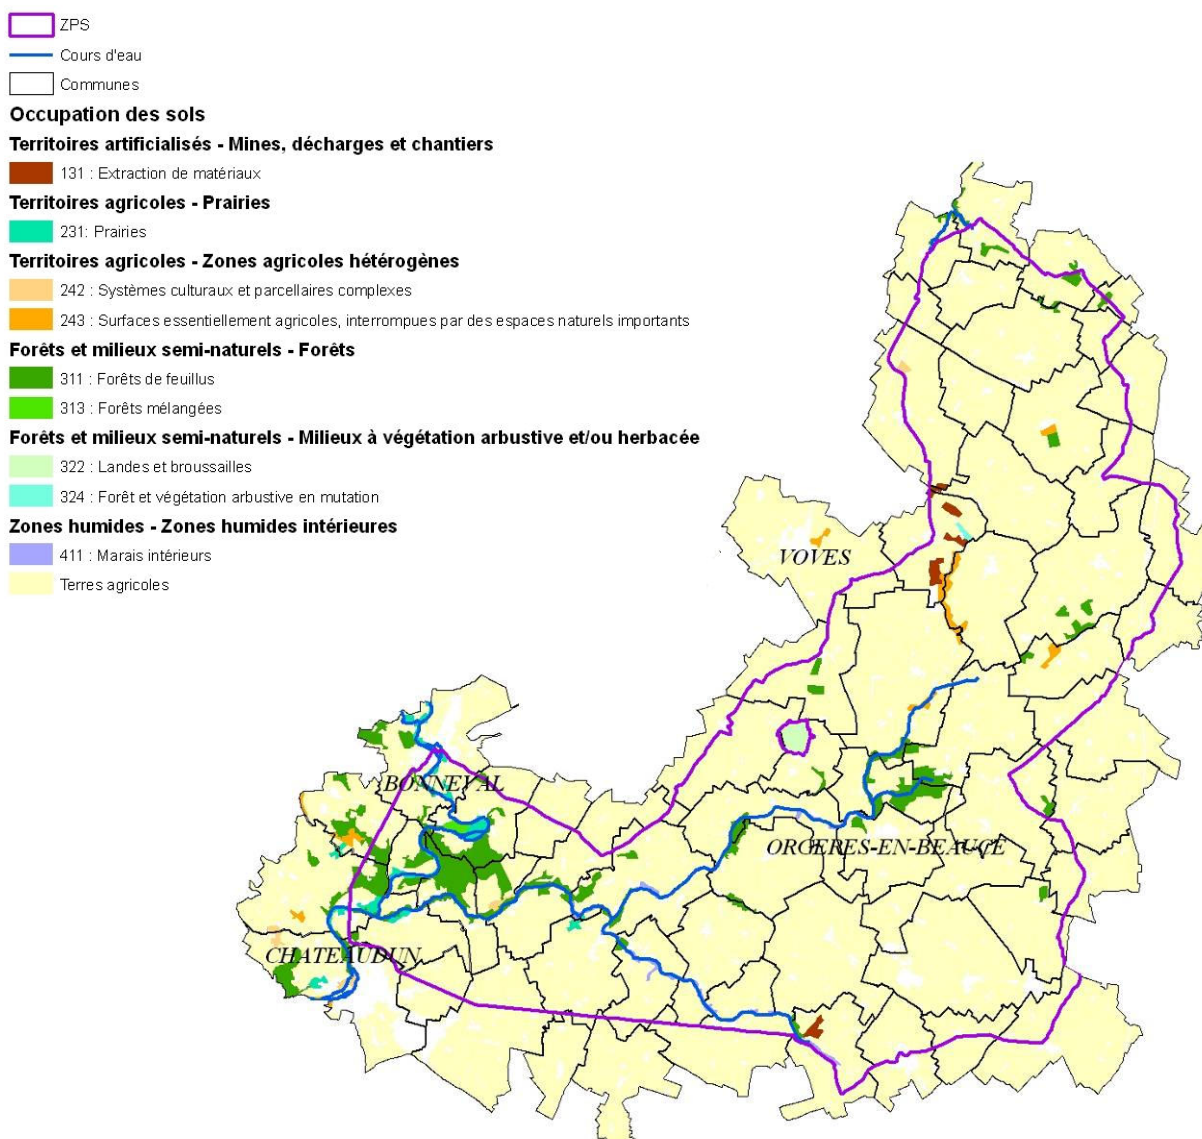 ZPS
Cours d'eau
Communes
Occupation des sols
Territoires artificialisés - Mines, décharges et chantiers
131 : Extraction de matériaux
Territoires agricoles - Prairies
231: Prairies
Territoires agricoles - Zones agricoles hétérogènes
242 : Systèmes culturaux et parcellaires complexes
243 : Surfaces essentiellement agricoles, interrompues par des espaces naturels importants
Forêts et milieux semi-naturels - Forêts
311 : Forêts de feuillus
313 : Forêts mélangées
Forêts et milieux semi-naturels - Milieux à végétation arbustive et/ou herbacée
322 : Landes et broussailles
324 : Forêt et végétation arbustive en mutation
Zones humides - Zones humides intérieures
411 : Marais intérieurs
Terres agricoles
VOVES
BONNEVAL
ORGERES-EN-BEAUCE
CHATEAUDUN